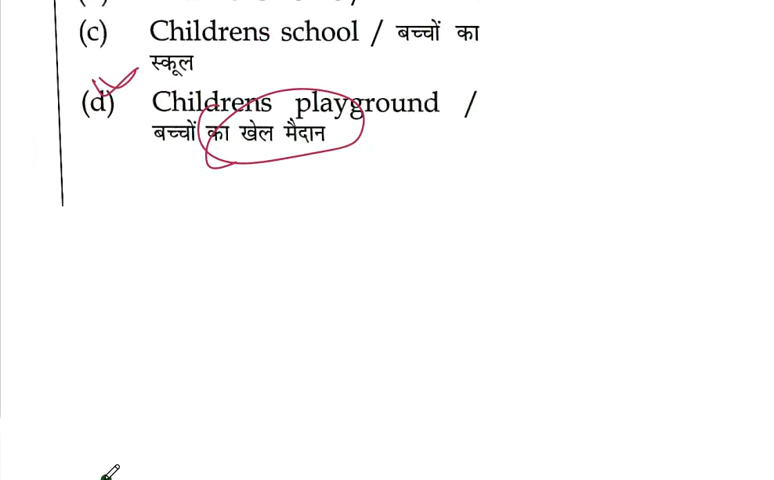 (c) Childrens school / बच्चों का
स्कूल
(d) Childrens playground /
बच्चों का खेल मैदान